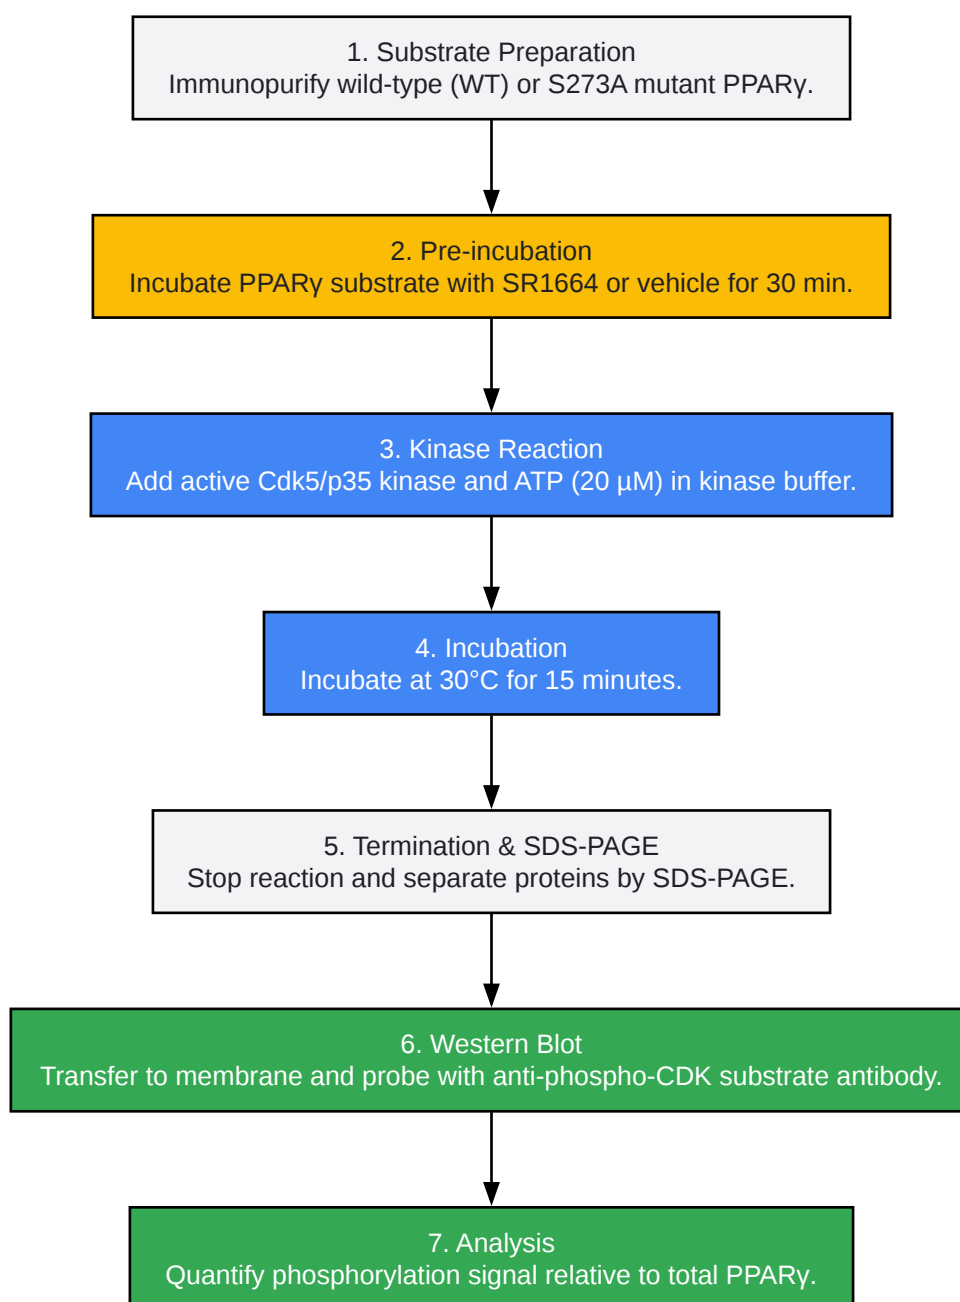 1. Substrate Preparation
Immunopurify wild-type (WT) or S273A mutant PPARγ.
2. Pre-incubation
Incubate PPARγ substrate with SR1664 or vehicle for 30 min.
3. Kinase Reaction
Add active Cdk5/p35 kinase and ATP (20 µM) in kinase buffer.
4. Incubation
Incubate at 30°C for 15 minutes.
5. Termination & SDS-PAGE
Stop reaction and separate proteins by SDS-PAGE.
6. Western Blot
Transfer to membrane and probe with anti-phospho-CDK substrate antibody.
7. Analysis
Quantify phosphorylation signal relative to total PPARγ.